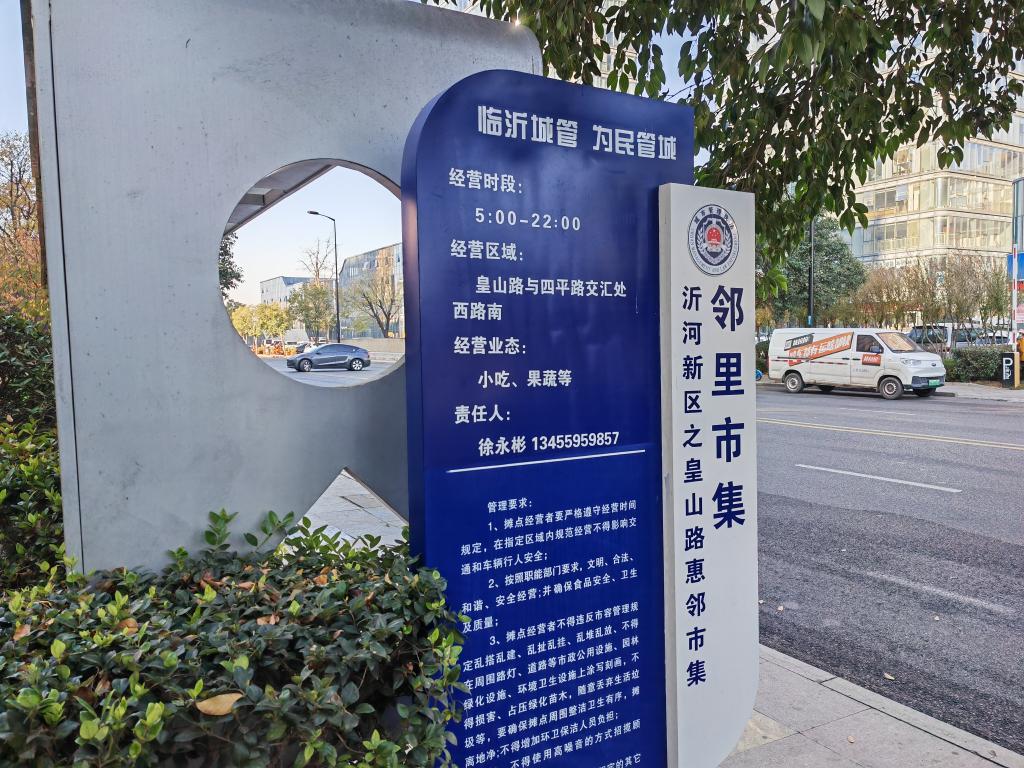 临沂城管 为民管城
经营时段：
5:00-22:00
经营区域：
皇山路与四平路交汇处
西路南
经营业态：
小吃、果蔬等
责任人：
徐永彬 13455959857
管理要求：
1、摊点经营者要严格遵守经营时间
规定，在指定区域内规范经营不得影响交
通和车辆行人安全；
2、按照职能部门要求，文明、合法、
和谐、安全经营；并确保食品安全、卫生
及质量；
3、摊点经营者不得违反市容管理规
定乱搭乱建、乱扯乱挂、乱堆乱放、不得
在周围路灯、道路等市政公用设施、园林
绿化设施、环境卫生设施上涂写刻画，不
得损害、占压绿化苗木，随意丢弃生活垃
圾等，要确保摊点周围整洁卫生有序，摊
离地净；不得增加环卫保洁人员负担；
不得使用高噪音的方式招揽顾
的其它
邻里市集
沂河新区之皇山路惠邻市集